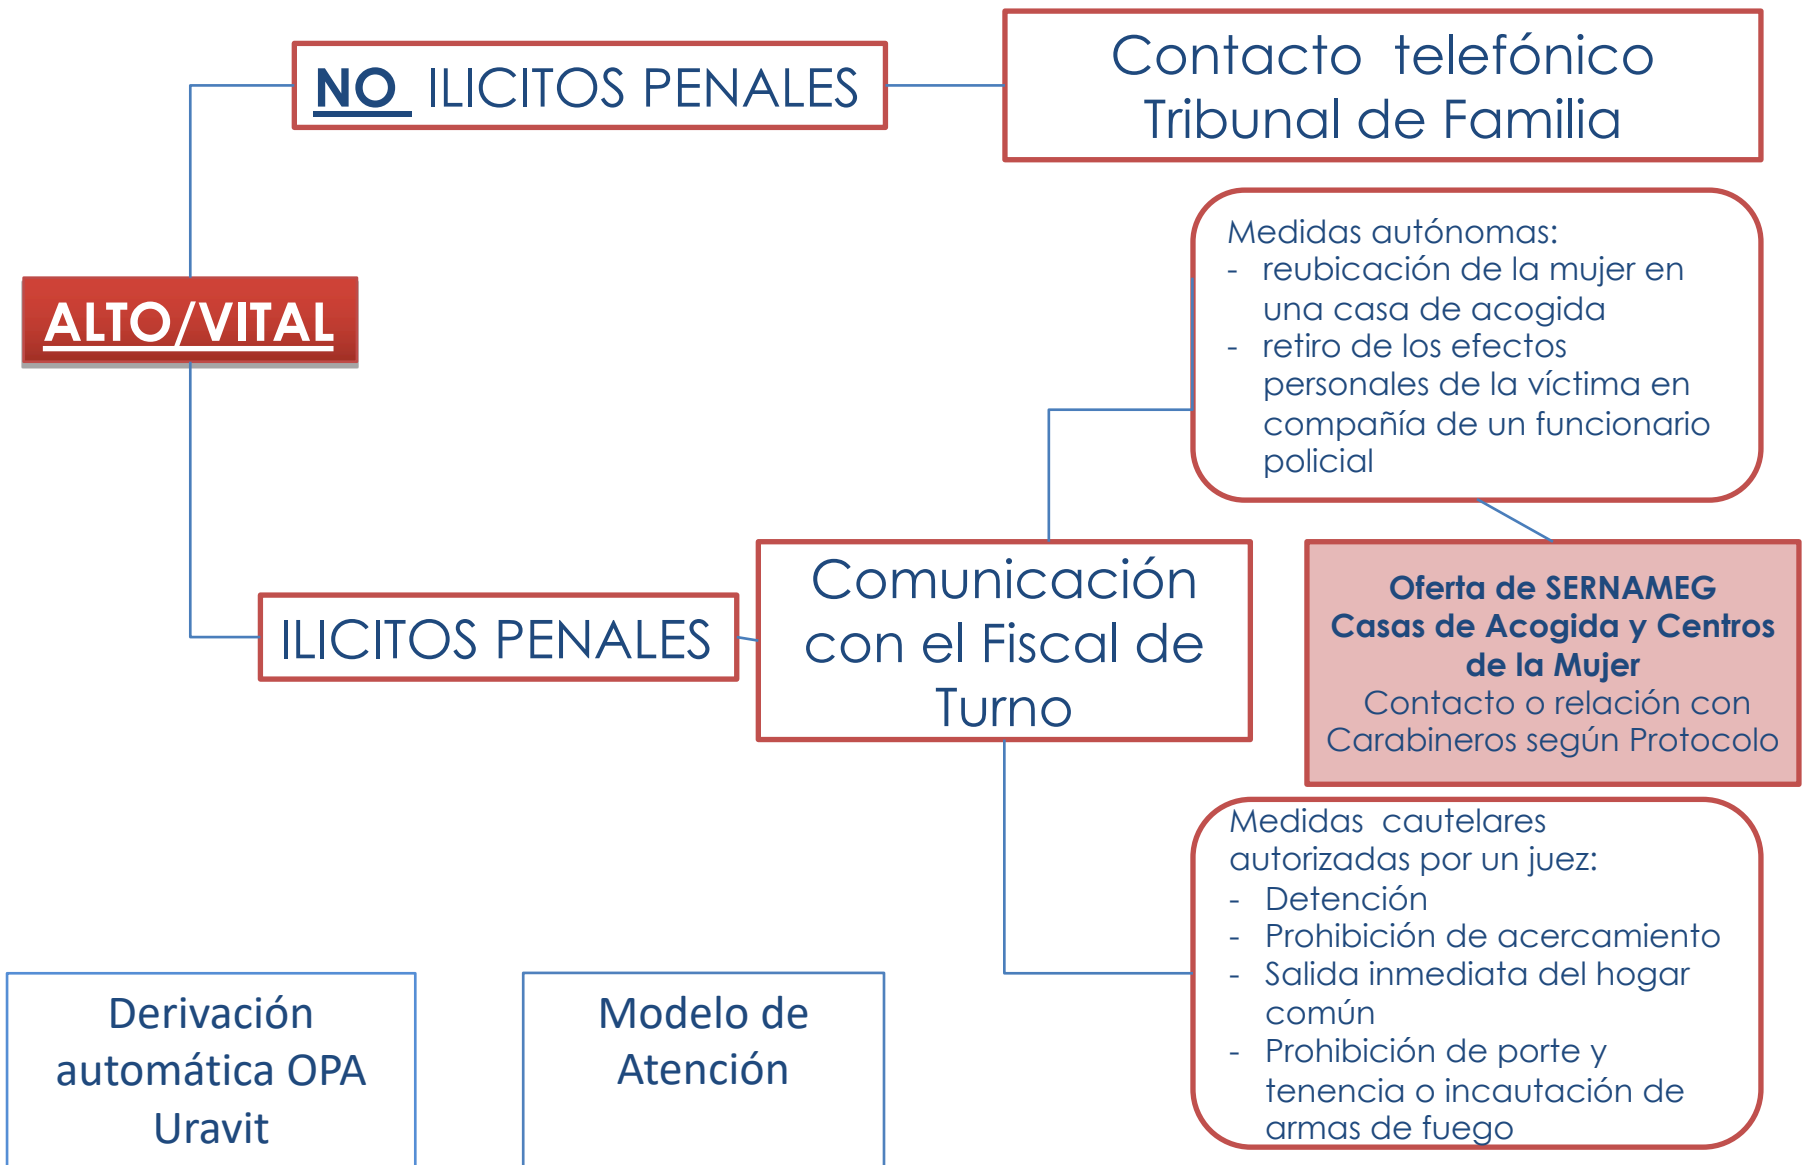 NO ILICITOS PENALES
Contacto telefónico
Tribunal de Familia
ALTO/VITAL
Medidas autónomas:
- reubicación de la mujer en
una casa de acogida
- retiro de los efectos
personales de la víctima en
compañía de un funcionario
policial
ILICITOS PENALES
Comunicación
con el Fiscal de
Turno
Oferta de SERNAMEG
Casas de Acogida y Centros
de la Mujer
Contacto o relación con
Carabineros según Protocolo
Medidas cautelares
autorizadas por un juez:
- Detención
- Prohibición de acercamiento
- Salida inmediata del hogar
común
- Prohibición de porte y
tenencia o incautación de
armas de fuego
Derivación
automática OPA
Uravit
Modelo de
Atención